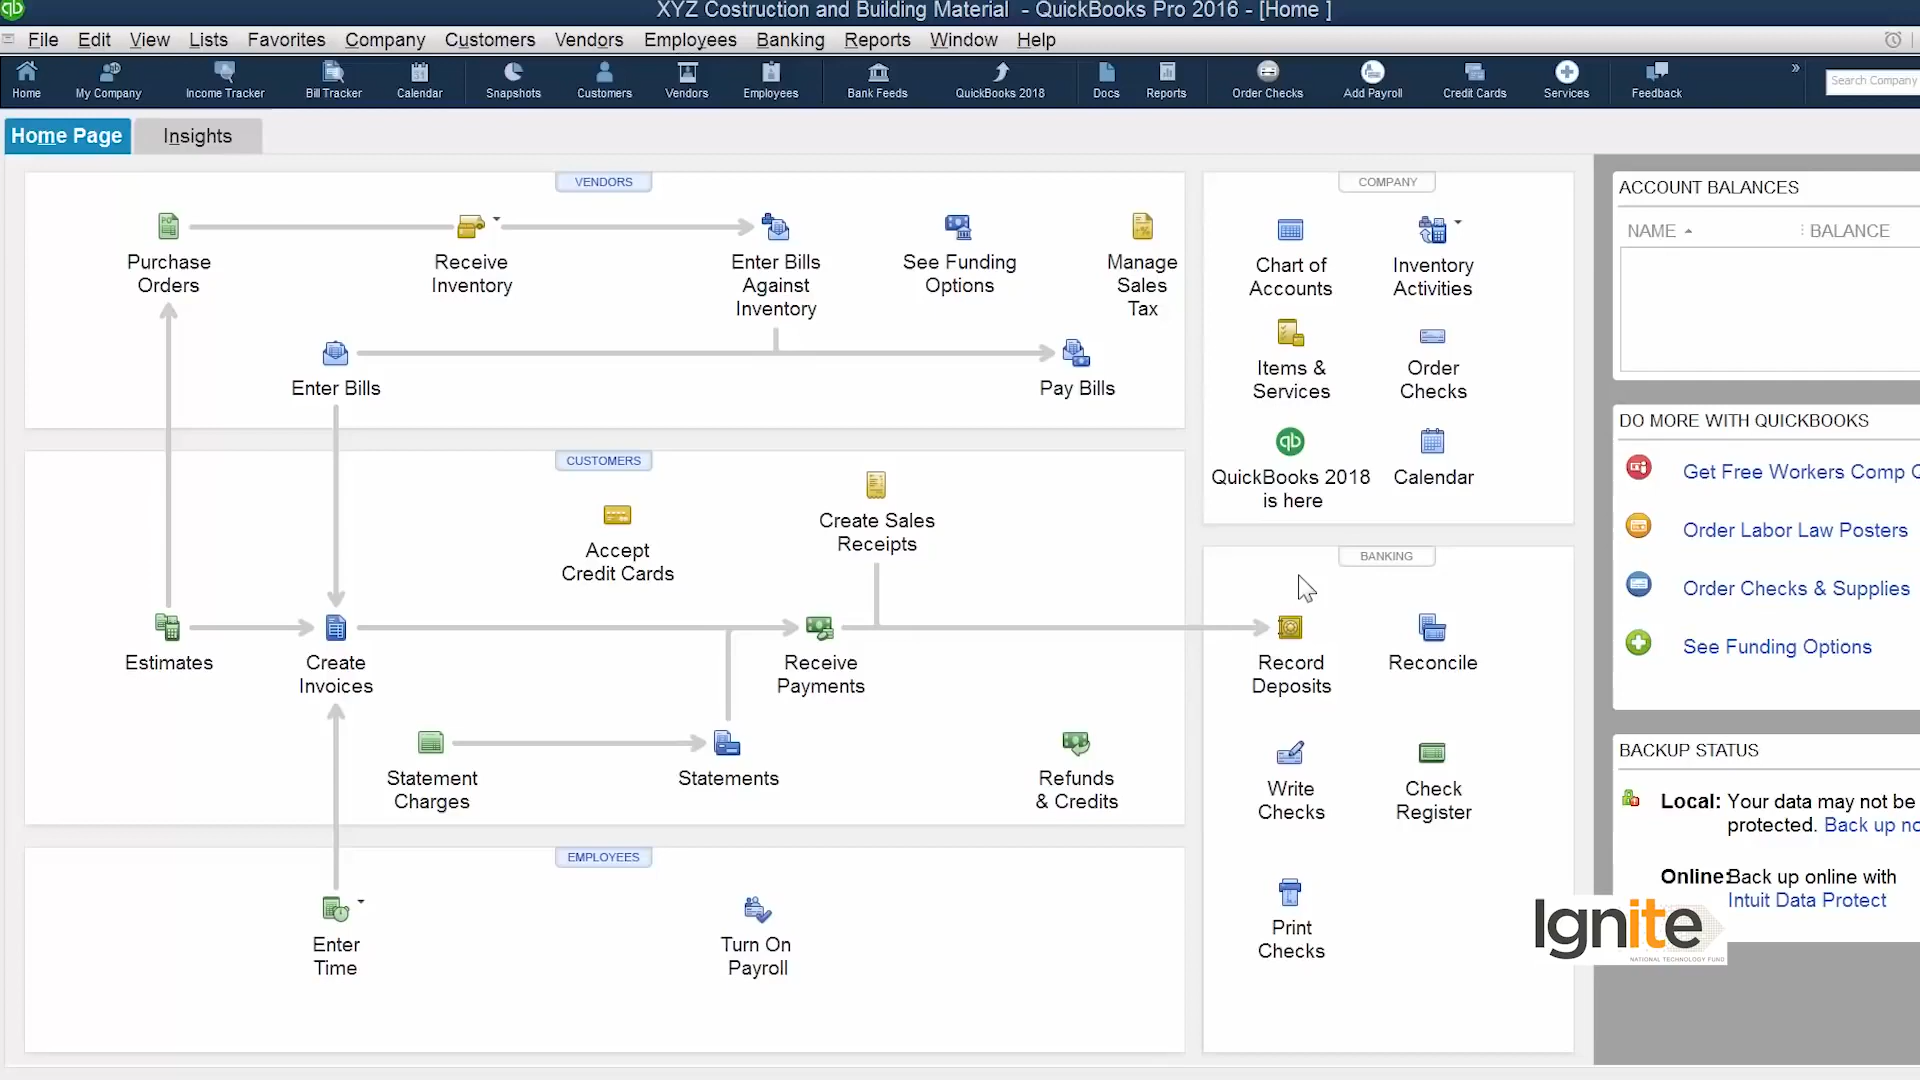 qb
XYZ Costruction and Building Material - QuickBooks Pro 2016 - [Home ]
File Edit View Lists Favorites Company Customers Vendors Employees Banking Reports Window Help
Home My Company Income Tracker Bill Tracker Calendar Snapshots Customers Vendors Employees Bank Feeds QuickBooks 2018 Docs Reports Order Checks Add Payroll Credit Cards Services Feedback » Search Company
Home Page Insights
VENDORS
Purchase
Orders
Receive
Inventory
Enter Bills
Against
Inventory
See Funding
Options
Manage
Sales
Tax
Enter Bills
Pay Bills
CUSTOMERS
Accept
Credit Cards
Create Sales
Receipts
Estimates
Create
Invoices
Receive
Payments
Statement
Charges
Statements
Refunds
& Credits
EMPLOYEES
Enter
Time
Turn On
Payroll
COMPANY
Chart of
Accounts
Inventory
Activities
Items &
Services
Order
Checks
qb
QuickBooks 2018
is here
Calendar
BANKING
Record
Deposits
Reconcile
Write
Checks
Check
Register
Print
Checks
ACCOUNT BALANCES
NAME BALANCE
DO MORE WITH QUICKBOOKS
Get Free Workers Comp
Order Labor Law Posters
Order Checks & Supplies
See Funding Options
BACKUP STATUS
Local: Your data may not be
protected. Back up
Online: Back up online with
Intuit Data Protect
Ignite
NATIONAL TECHNOLOGY FUND